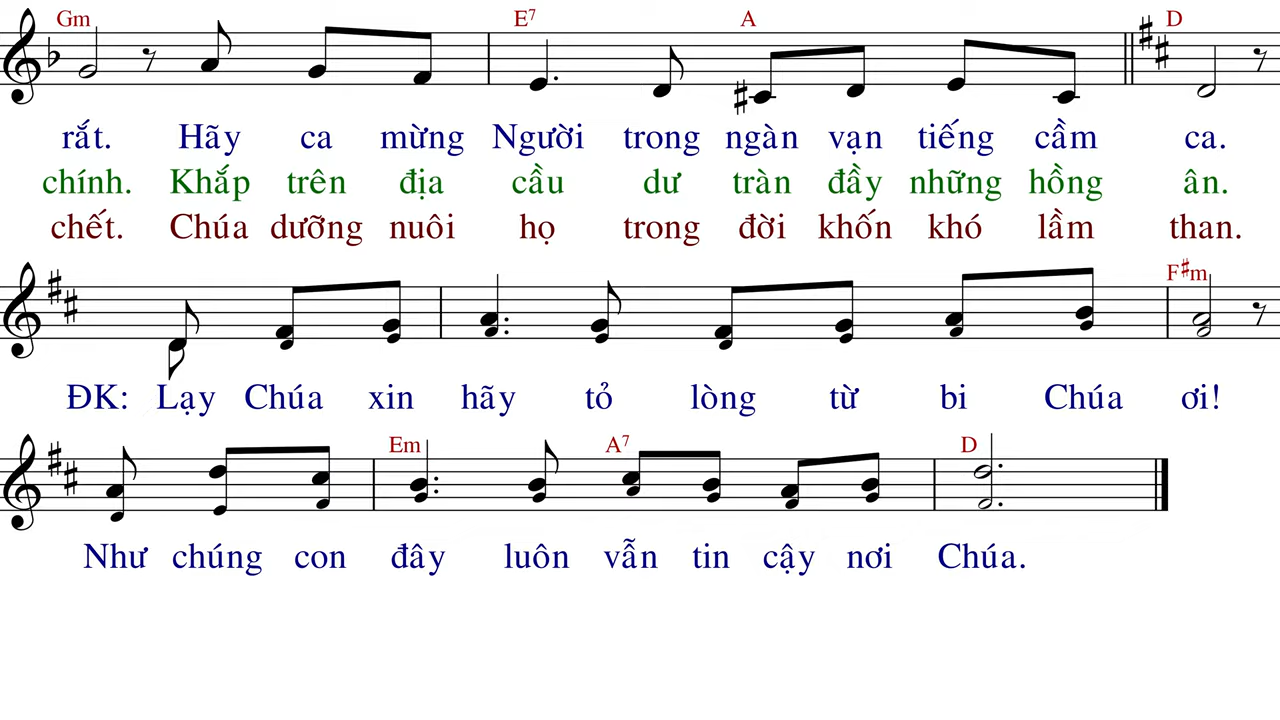 Gm E7 A D
rắt. Hãy ca mừng Người trong ngàn vạn tiếng cầm ca.
chính. Khắp trên địa cầu dư tràn đầy những hồng ân.
chết. Chúa dưỡng nuôi họ trong đời khốn khó lầm than.
F#m
ĐK: Lạy Chúa xin hãy tỏ lòng từ bi Chúa ơi!
Em A7 D
Như chúng con đây luôn vẫn tin cậy nơi Chúa.